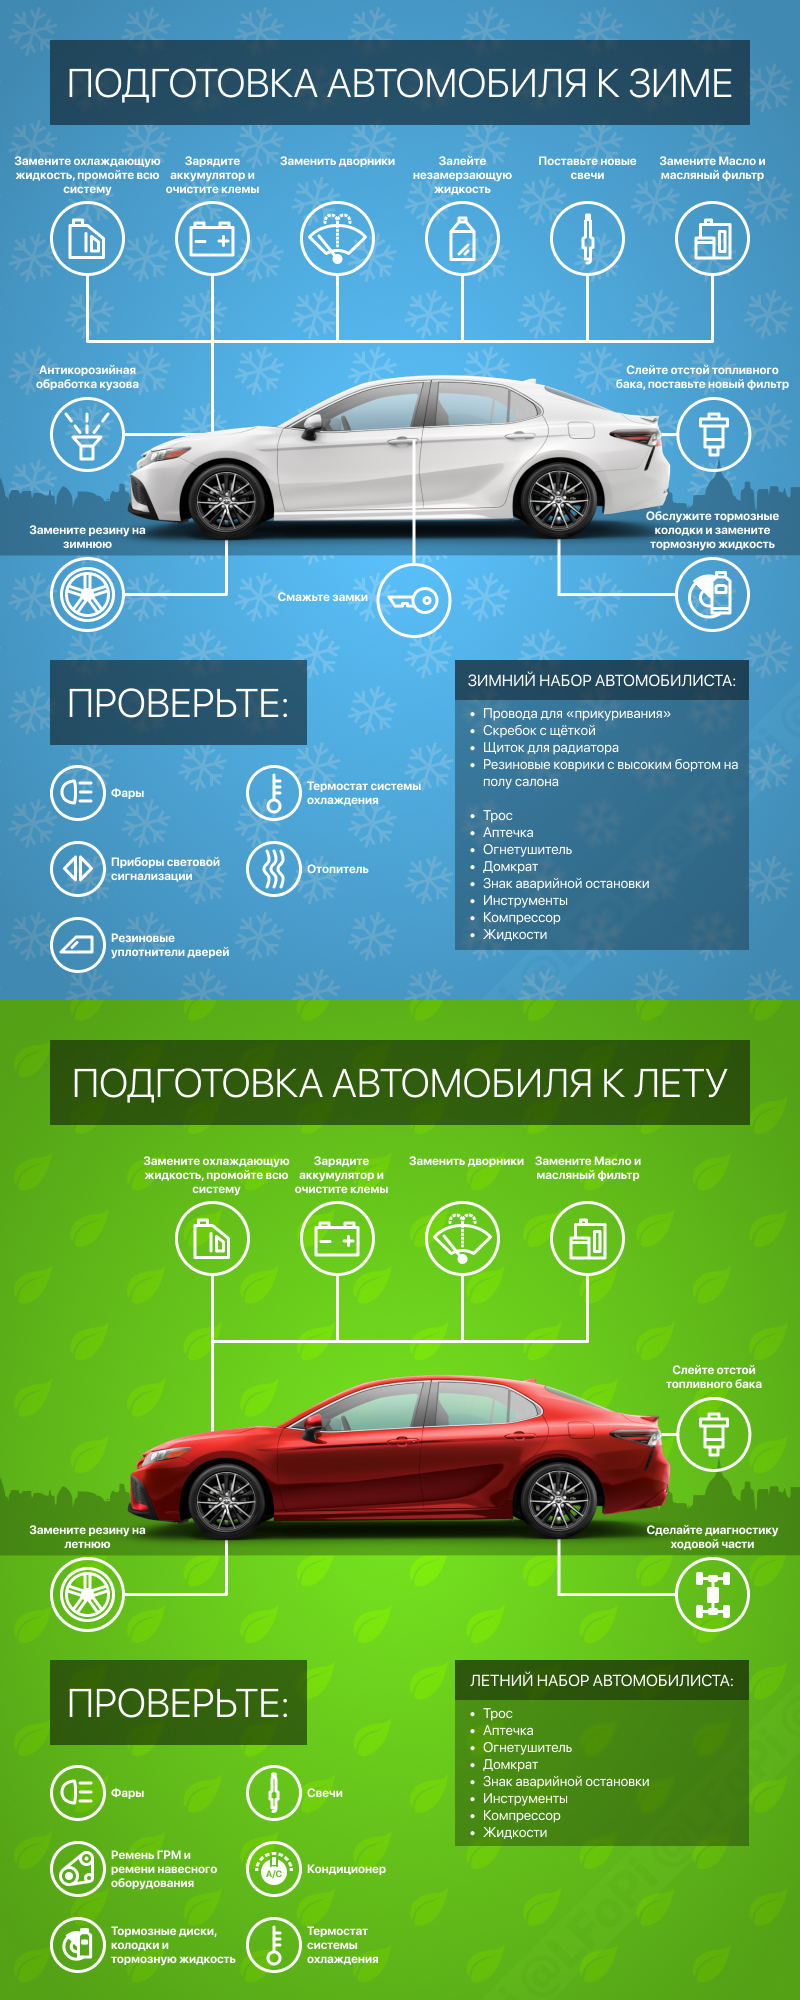 ПОДГОТОВКА АВТОМОБИЛЯ К ЗИМЕ
Замените охлаждающую
жидкость, промойте всю
систему
Зарядите
аккумулятор и
очистите клемы
Заменить дворники
Залейте
незамерзающую
жидкость
Поставьте новые
свечи
Замените Масло и
масляный фильтр
Антикорозийная
обработка кузова
Слейте отстой топливного
бака, поставьте новый фильтр
Замените резину на
зимнюю
Смажьте замки
Обслужите тормозные
колодки и замените
тормозную жидкость
ПРОВЕРЬТЕ:
Фары
Термостат системы
охлаждения
Приборы световой
сигнализации
Отопитель
Резиновые
уплотнители дверей
ЗИМНИЙ НАБОР АВТОМОБИЛИСТА:
• Провода для «прикуривания»
• Скребок с щёткой
• Щиток для радиатора
• Резиновые коврики с высоким бортом на
полу салона
• Трос
• Аптечка
• Огнетушитель
• Домкрат
• Знак аварийной остановки
• Инструменты
• Компрессор
• Жидкости
ПОДГОТОВКА АВТОМОБИЛЯ К ЛЕТУ
Замените охлаждающую
жидкость, промойте всю
систему
Зарядите
аккумулятор и
очистите клемы
Заменить дворники
Замените Масло и
масляный фильтр
Слейте отстой
топливного бака
Замените резину на
летнюю
Сделайте диагностику
ходовой части
ПРОВЕРЬТЕ:
Фары
Свечи
Ремень ГРМ и
ремени навесного
оборудования
A/C
Кондиционер
Тормозные диски,
колодки и
тормозную жидкость
Термостат
системы
охлаждения
ЛЕТНИЙ НАБОР АВТОМОБИЛИСТА:
• Трос
• Аптечка
• Огнетушитель
• Домкрат
• Знак аварийной остановки
• Инструменты
• Компрессор
• Жидкости